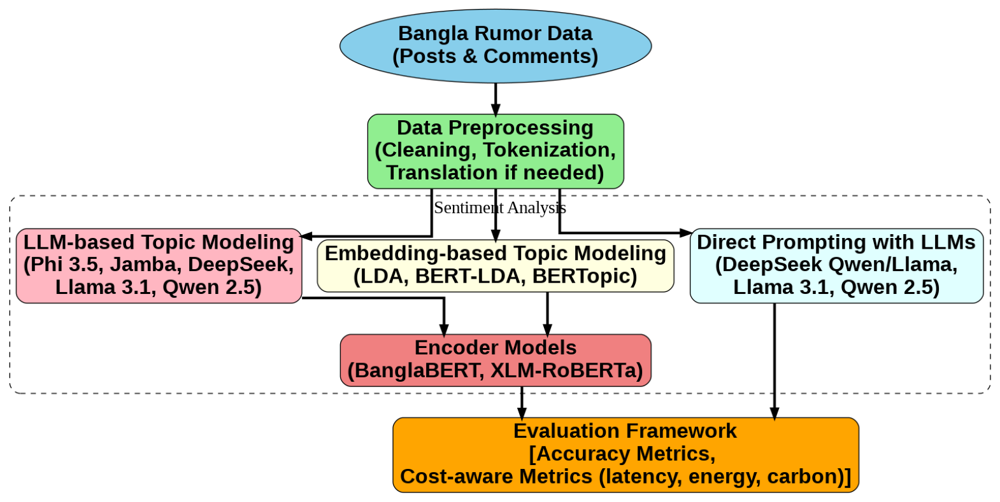 Bangla Rumor Data
(Posts & Comments)
Data Preprocessing
(Cleaning, Tokenization,
Translation if needed)
Sentiment Analysis
LLM-based Topic Modeling
(Phi 3.5, Jamba, DeepSeek,
Llama 3.1, Qwen 2.5)
Embedding-based Topic Modeling
(LDA, BERT-LDA, BERTopic)
Direct Prompting with LLMs
(DeepSeek Qwen/Llama,
Llama 3.1, Qwen 2.5)
Encoder Models
(BanglaBERT, XLM-RoBERTa)
Evaluation Framework
[Accuracy Metrics,
Cost-aware Metrics (latency, energy, carbon)]